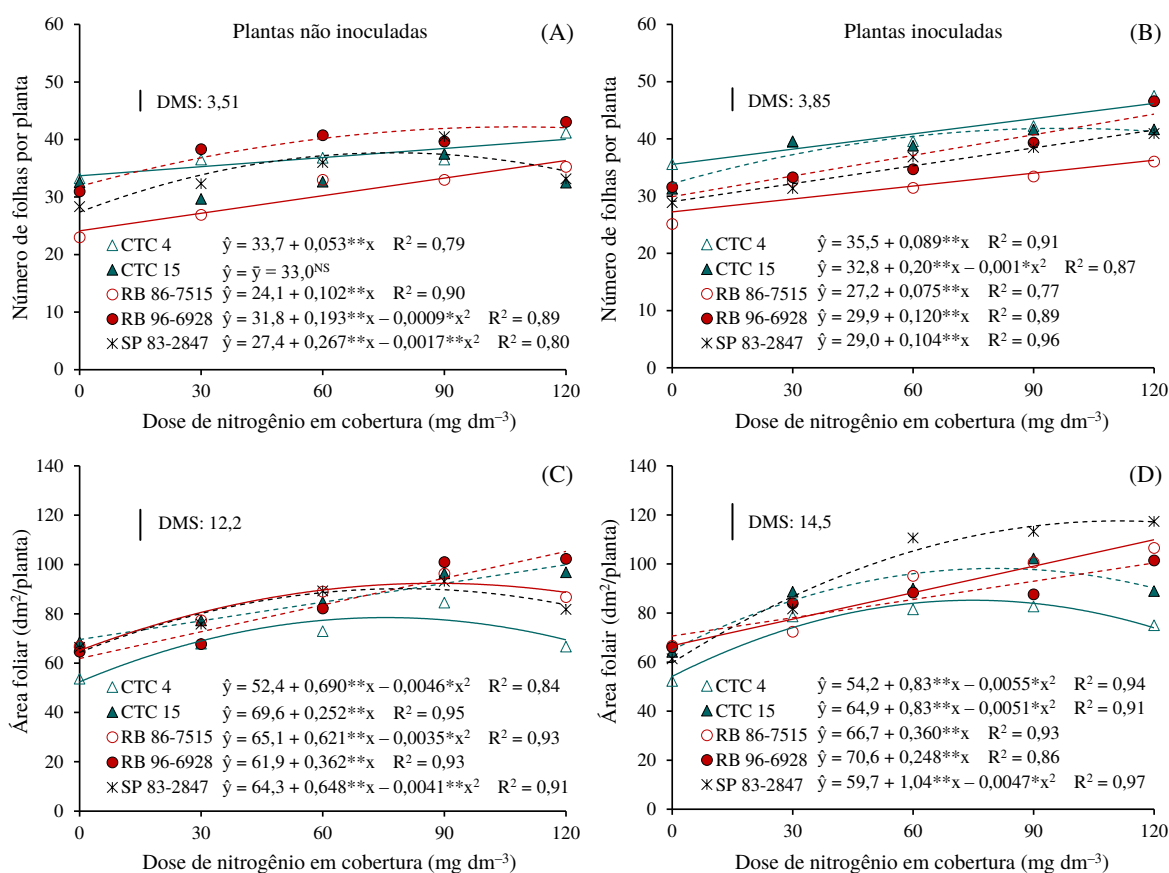 Plantas não inoculadas (A)
60
50
40
30
20
10
0
Número de folhas por planta
DMS: 3,51
CTC 4 ŷ = 33,7 + 0,053**x R² = 0,79
CTC 15 ŷ = ȳ = 33,0ᴺˢ
RB 86-7515 ŷ = 24,1 + 0,102**x R² = 0,90
RB 96-6928 ŷ = 31,8 + 0,193**x – 0,0009*x² R² = 0,89
SP 83-2847 ŷ = 27,4 + 0,267**x – 0,0017**x² R² = 0,80
0 30 60 90 120
Dose de nitrogênio em cobertura (mg dm⁻³)
Plantas inoculadas (B)
60
50
40
30
20
10
0
Número de folhas por planta
DMS: 3,85
CTC 4 ŷ = 35,5 + 0,089**x R² = 0,91
CTC 15 ŷ = 32,8 + 0,20**x – 0,001*x² R² = 0,87
RB 86-7515 ŷ = 27,2 + 0,075**x R² = 0,77
RB 96-6928 ŷ = 29,9 + 0,120**x R² = 0,89
SP 83-2847 ŷ = 29,0 + 0,104**x R² = 0,96
0 30 60 90 120
Dose de nitrogênio em cobertura (mg dm⁻³)
(C)
140
120
100
80
60
40
20
0
Área foliar (dm²/planta)
DMS: 12,2
CTC 4 ŷ = 52,4 + 0,690**x – 0,0046*x² R² = 0,84
CTC 15 ŷ = 69,6 + 0,252**x R² = 0,95
RB 86-7515 ŷ = 65,1 + 0,621**x – 0,0035*x² R² = 0,93
RB 96-6928 ŷ = 61,9 + 0,362**x R² = 0,93
SP 83-2847 ŷ = 64,3 + 0,648**x – 0,0041**x² R² = 0,91
0 30 60 90 120
Dose de nitrogênio em cobertura (mg dm⁻³)
(D)
140
120
100
80
60
40
20
0
Área folair (dm²/planta)
DMS: 14,5
CTC 4 ŷ = 54,2 + 0,83**x – 0,0055*x² R² = 0,94
CTC 15 ŷ = 64,9 + 0,83**x – 0,0051*x² R² = 0,91
RB 86-7515 ŷ = 66,7 + 0,360**x R² = 0,93
RB 96-6928 ŷ = 70,6 + 0,248**x R² = 0,86
SP 83-2847 ŷ = 59,7 + 1,04**x – 0,0047*x² R² = 0,97
0 30 60 90 120
Dose de nitrogênio em cobertura (mg dm⁻³)